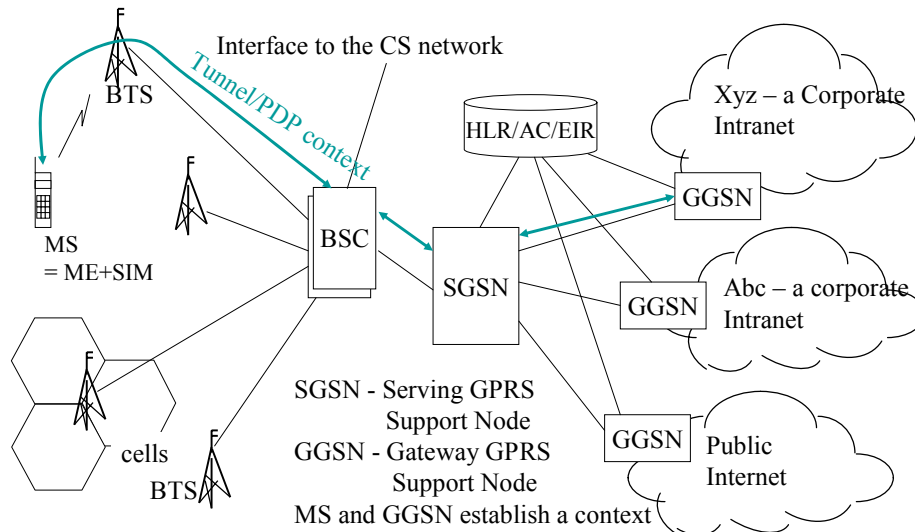 Interface to the CS network
BTS
Tunnel/PDP context
Xyz – a Corporate
Intranet
HLR/AC/EIR
GGSN
BSC
MS
= ME+SIM
SGSN
GGSN
Abc – a corporate
Intranet
SGSN - Serving GPRS
Support Node
GGSN - Gateway GPRS
Support Node
MS and GGSN establish a context
cells
BTS
GGSN
Public
Internet